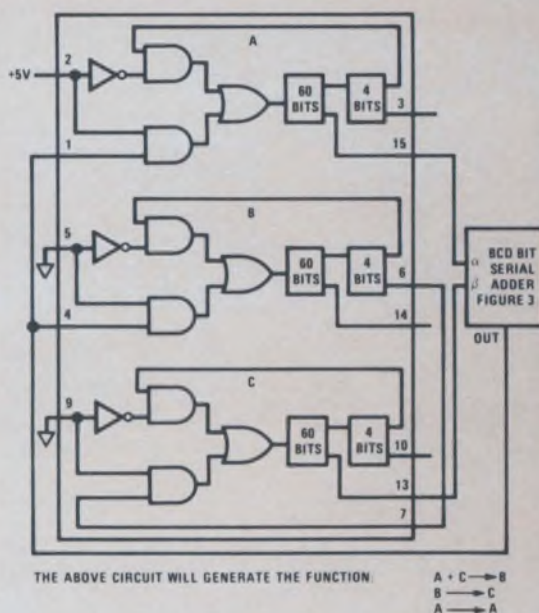 A
2
+5V
60 BITS
4 BITS
3
1
15
B
5
60 BITS
4 BITS
6
4
14
α BCD BIT
SERIAL
β ADDER
FIGURE 3
OUT
C
9
60 BITS
4 BITS
10
13
7
THE ABOVE CIRCUIT WILL GENERATE THE FUNCTION: A + C → B
B → C
A → A